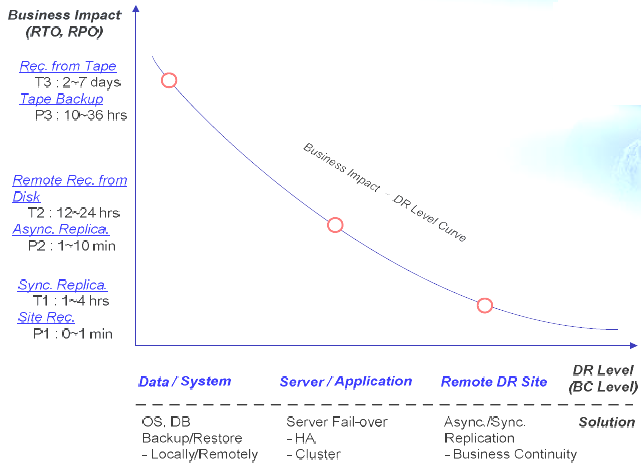 Business Impact
(RTO, RPO)
Rec. from Tape
T3 : 2~7 days
Tape Backup
P3 : 10~36 hrs
Remote Rec. from
Disk
T2 : 12~24 hrs
Async. Replica.
P2 : 1~10 min
Sync. Replica.
T1 : 1~4 hrs
Site Rec.
P1 : 0~1 min
Business Impact - DR Level Curve
Data / System
Server / Application
Remote DR Site
DR Level
(BC Level)
Solution
OS, DB
Backup/Restore
- Locally/Remotely
Server Fail-over
- HA,
- Cluster
Async./Sync.
Replication
- Business Continuity